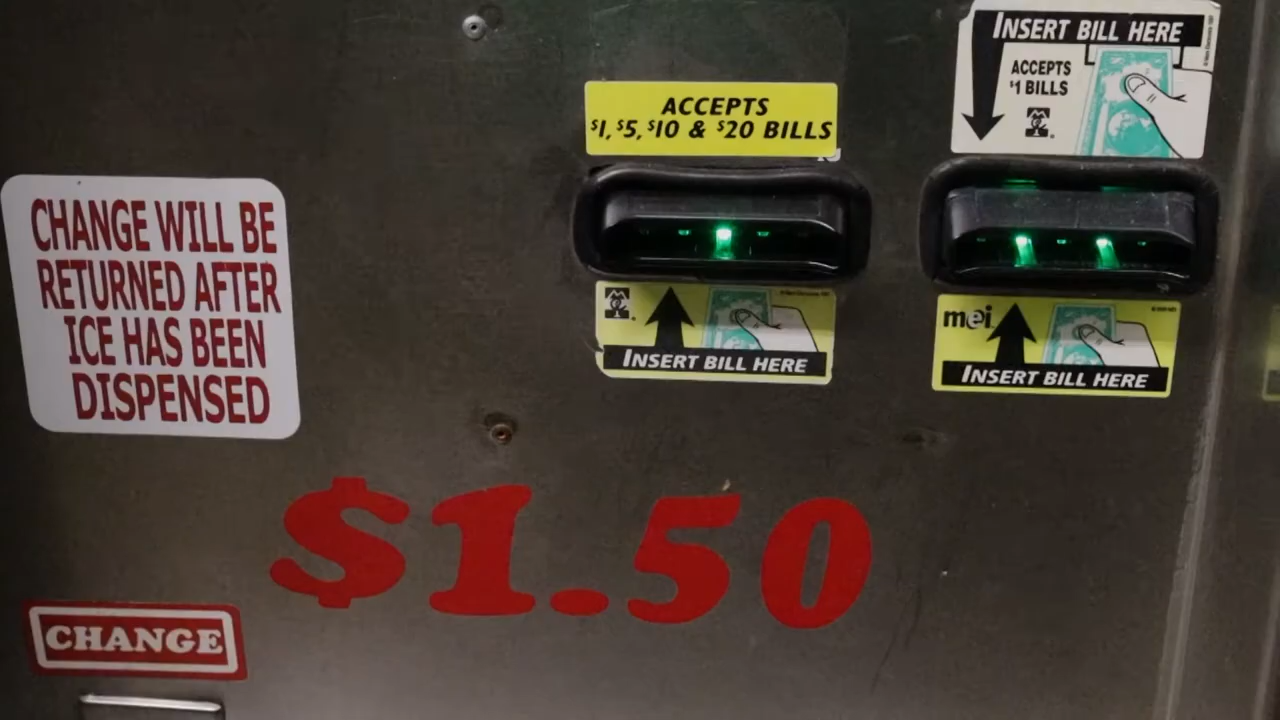 INSERT BILL HERE
ACCEPTS
$1 BILLS
ACCEPTS
$1, $5, $10 & $20 BILLS
CHANGE WILL BE
RETURNED AFTER
ICE HAS BEEN
DISPENSED
INSERT BILL HERE
mei
INSERT BILL HERE
$1.50
CHANGE